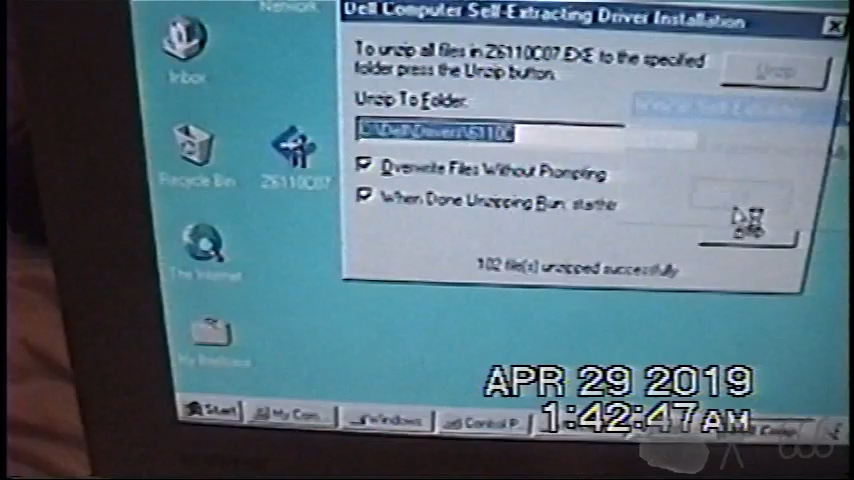 Network
Dell Computer Self-Extracting Driver Installation
To unzip all files in Z6110C07.EXE to the specified
folder press the Unzip button.
Unzip
Unzip To Folder:
C:\Dell\Drivers\6110C
Overwrite Files Without Prompting
When Done Unzipping Run:
102 file(s) unzipped successfully
Inbox
Recycle Bin
Z6110C07
The Internet
My Briefcase
APR 29 2019
1:42:47AM
Start
My Com...
Windows
Control P...